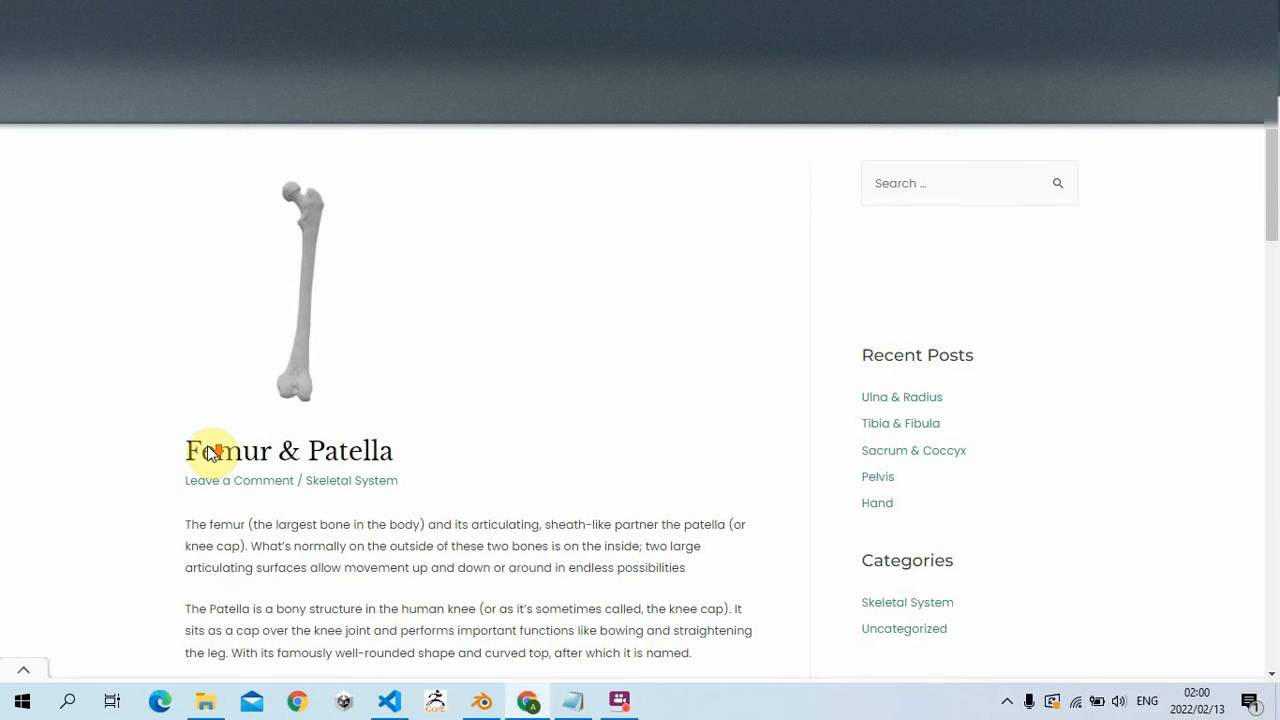 Search ...
Femur & Patella
Leave a Comment / Skeletal System
The femur (the largest bone in the body) and its articulating, sheath-like partner the patella (or
knee cap). What's normally on the outside of these two bones is on the inside; two large
articulating surfaces allow movement up and down or around in endless possibilities
The Patella is a bony structure in the human knee (or as it's sometimes called, the knee cap). It
sits as a cap over the knee joint and performs important functions like bowing and straightening
the leg. With its famously well-rounded shape and curved top, after which it is named.
Recent Posts
Ulna & Radius
Tibia & Fibula
Sacrum & Coccyx
Pelvis
Hand
Categories
Skeletal System
Uncategorized
ENG
02:00
2022/02/13
1